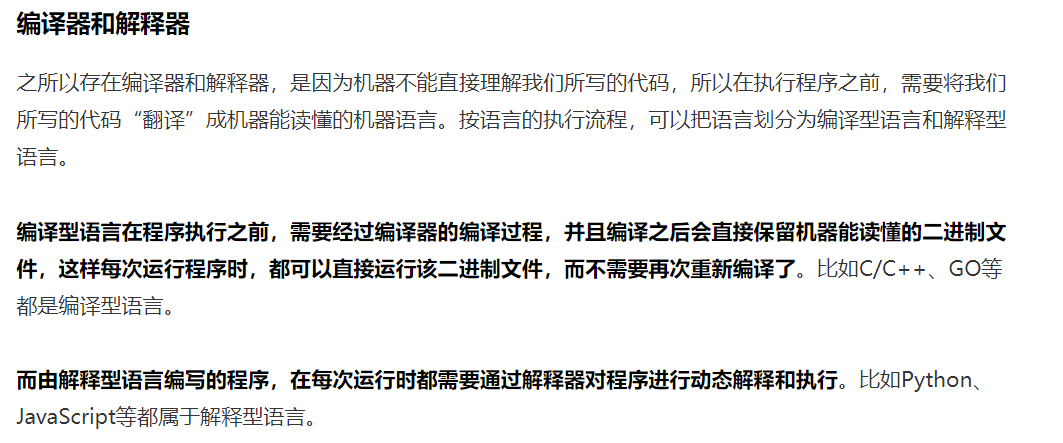 编译器和解释器
之所以存在编译器和解释器，是因为机器不能直接理解我们所写的代码，所以在执行程序之前，需要将我们
所写的代码“翻译”成机器能读懂的机器语言。按语言的执行流程，可以把语言划分为编译型语言和解释型
语言。
编译型语言在程序执行之前，需要经过编译器的编译过程，并且编译之后会直接保留机器能读懂的二进制文
件，这样每次运行程序时，都可以直接运行该二进制文件，而不需要再次重新编译了。比如C/C++、GO等
都是编译型语言。
而由解释型语言编写的程序，在每次运行时都需要通过解释器对程序进行动态解释和执行。比如Python、
JavaScript等都属于解释型语言。